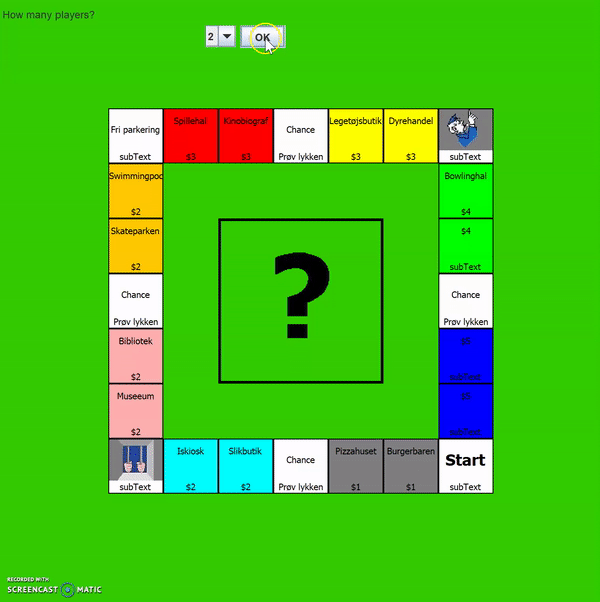 How many players?
2
OK
Fri parkering
subText
Spillehal
$3
Kinobiograf
$3
Chance
Prøv lykken
Legetøjsbutik
$3
Dyrehandel
$3
subText
Swimmingpoo
$2
Bowlinghal
$4
Skateparken
$2
$4
subText
Chance
Prøv lykken
?
Chance
Prøv lykken
Bibliotek
$2
$5
subText
Museeum
$2
subText
subText
Iskiosk
$2
Slikbutik
$2
Chance
Prøv lykken
Pizzahuset
$1
Burgerbaren
$1
Start
subText
RECORDED WITH
SCREENCAST MATIC